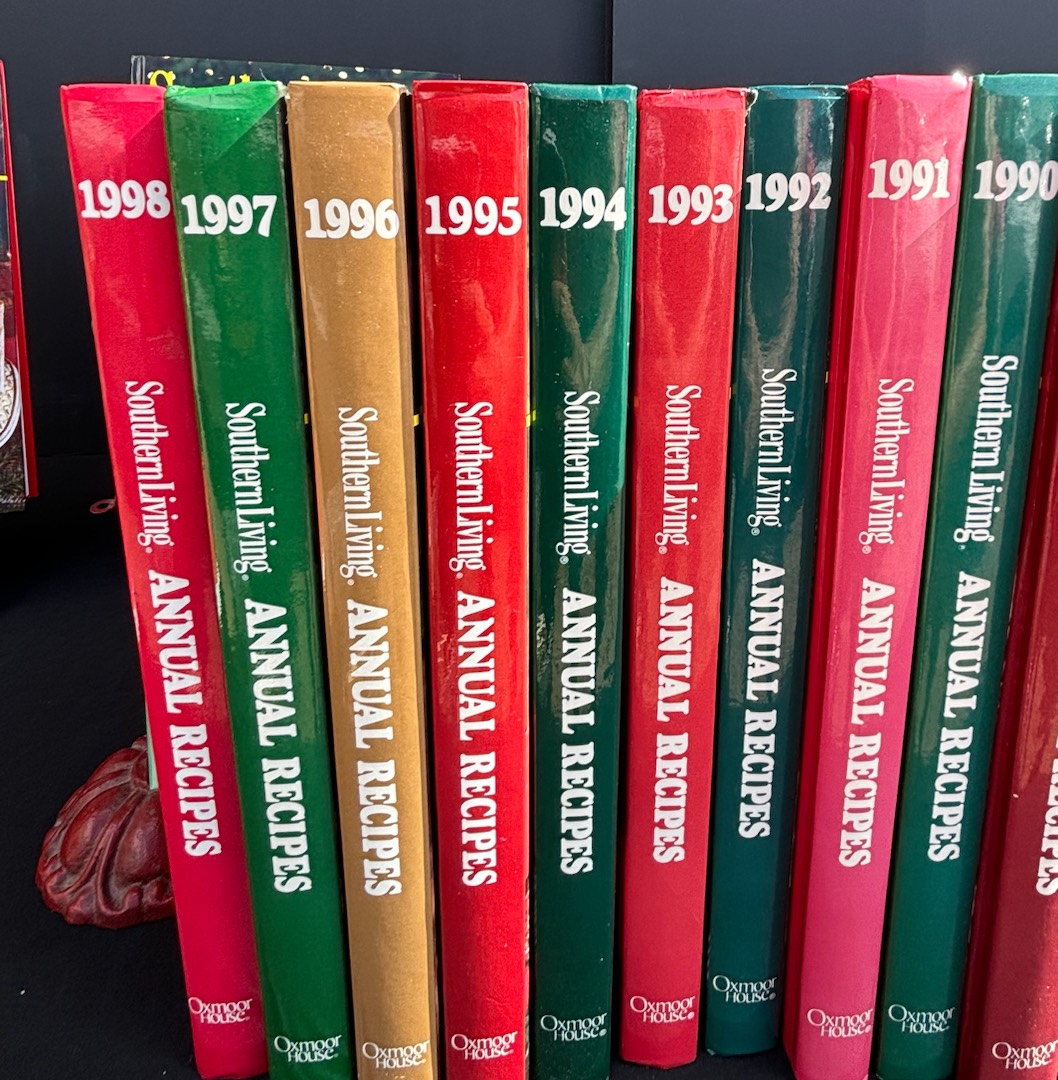 1998
Southern Living®
ANNUAL RECIPES
Oxmoor
House®
1997
Southern Living®
ANNUAL RECIPES
Oxmoor
House®
1996
Southern Living®
ANNUAL RECIPES
Oxmoor
House®
1995
Southern Living®
ANNUAL RECIPES
Oxmoor
House®
1994
Southern Living®
ANNUAL RECIPES
Oxmoor
House®
1993
Southern Living®
ANNUAL RECIPES
Oxmoor
House®
1992
Southern Living®
ANNUAL RECIPES
Oxmoor
House®
1991
Southern Living®
ANNUAL RECIPES
Oxmoor
House®
1990
Southern Living®
ANNUAL RECIPES
Oxmoor
House®
RECIPES
Oxmoor
House®